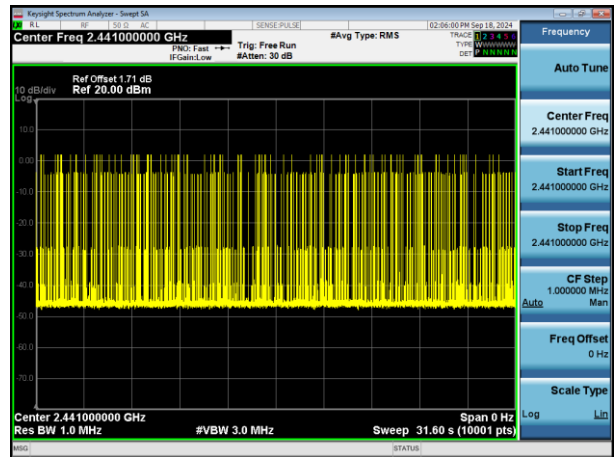 Keysight Spectrum Analyzer - Swept SA
RL RF 50 Ω AC SENSE:PULSE 02:06:00 PM Sep 18, 2024
Center Freq 2.441000000 GHz #Avg Type: RMS TRACE 1 2 3 4 5 6
PNO: Fast Trig: Free Run TYPE WWWWWW
IFGain:Low #Atten: 30 dB DET P NNNNN
Ref Offset 1.71 dB
10 dB/div Ref 20.00 dBm
Log
10.0
0.00
-10.0
-20.0
-30.0
-40.0
-50.0
-60.0
-70.0
Center 2.441000000 GHz Span 0 Hz
Res BW 1.0 MHz #VBW 3.0 MHz Sweep 31.60 s (10001 pts)
MSG STATUS
Frequency
Auto Tune
Center Freq
2.441000000 GHz
Start Freq
2.441000000 GHz
Stop Freq
2.441000000 GHz
CF Step
1.000000 MHz
Auto Man
Freq Offset
0 Hz
Scale Type
Log Lin